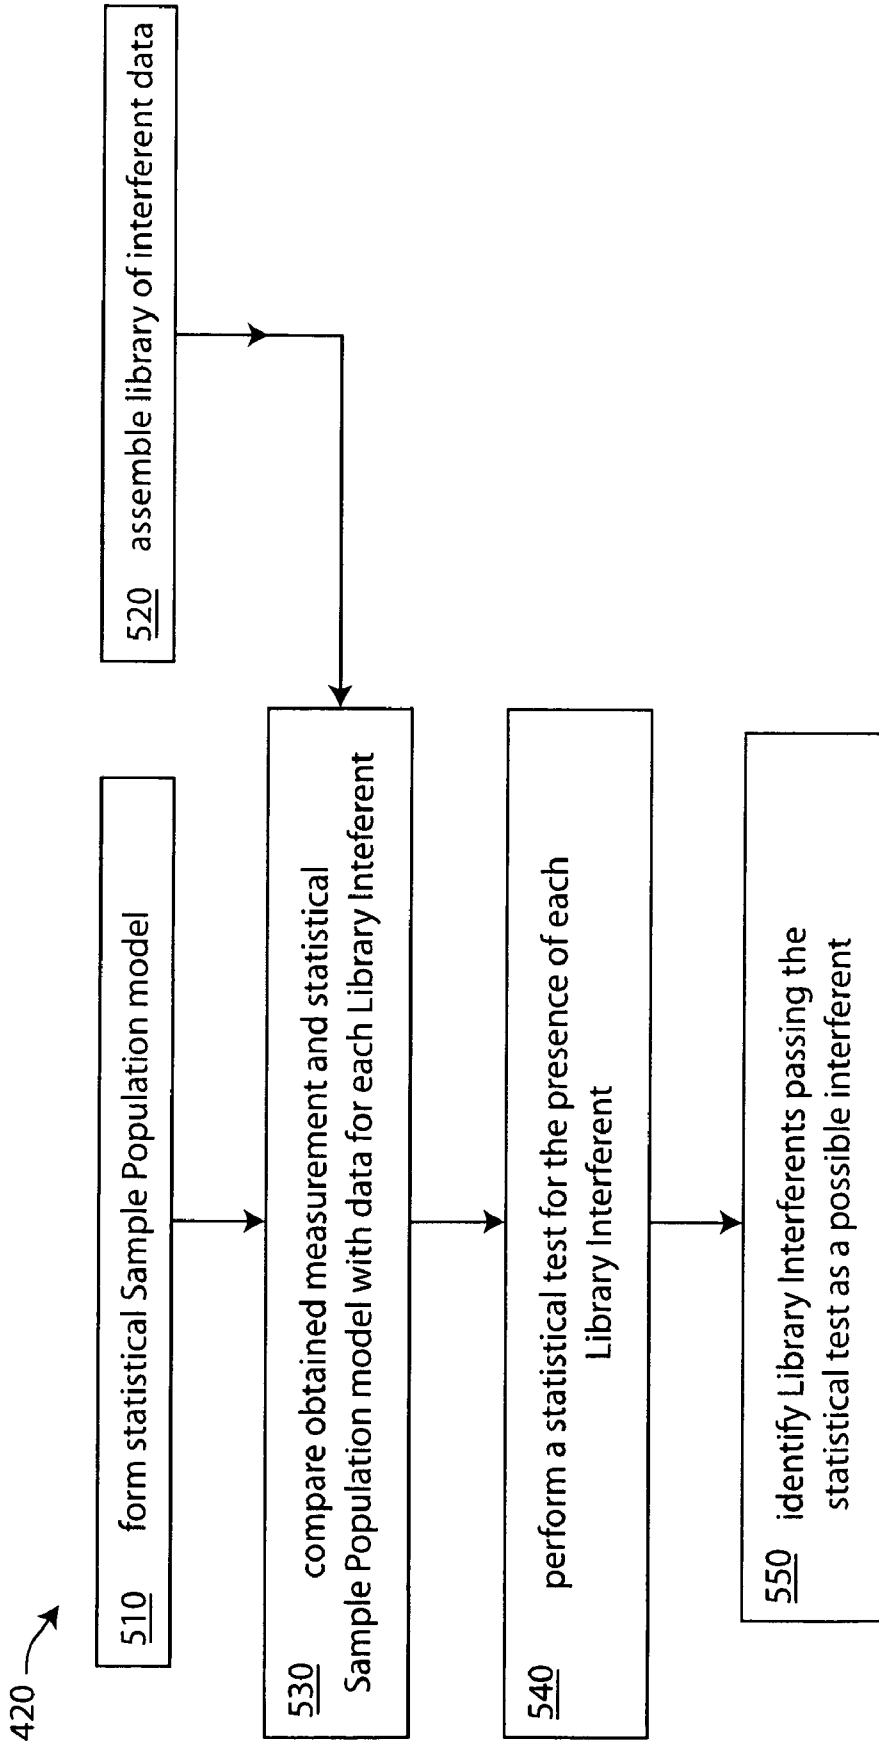 420
510 form statistical Sample Population model
520 assemble library of interferent data
530 compare obtained measurement and statistical
Sample Population model with data for each Library Inteferent
540 perform a statistical test for the presence of each
Library Interferent
550 identify Library Interferents passing the
statistical test as a possible interferent